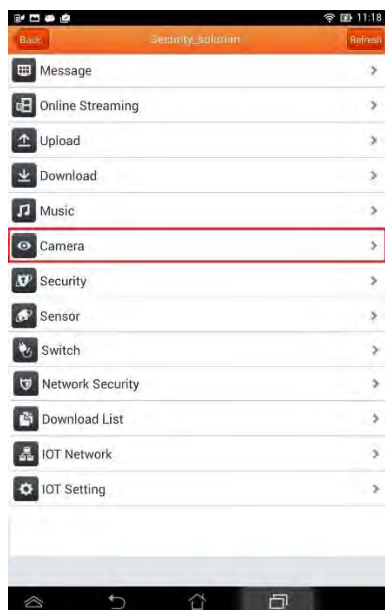 11:18
Back Security_solution Refresh
Message
Online Streaming
Upload
Download
Music
Camera
Security
Sensor
Switch
Network Security
Download List
IOT Network
IOT Setting